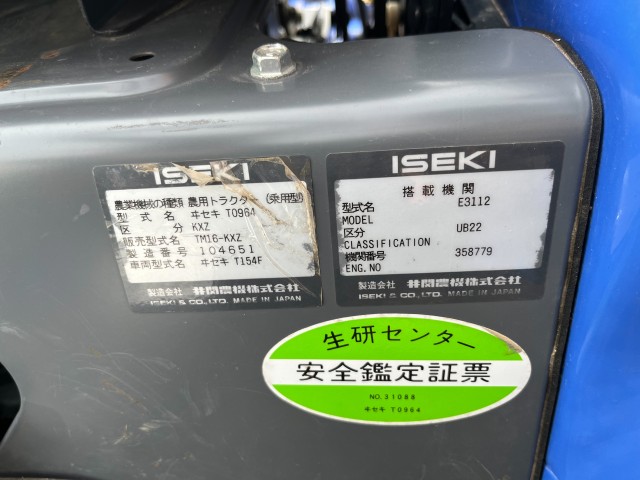 ISEKI
農業機械の種類 農用トラクター(乗用型)
型式名 ヰセキ T0964
区分 KXZ
販売型式名 TM16-KXZ
製造番号 104651
車両型式名 ヰセキ T154F
製造会社 井関農機株式会社
ISEKI & CO., LTD. MADE IN JAPAN
ISEKI
搭載機関
型式名 E3112
MODEL
区分 UB22
CLASSIFICATION
機関番号 358779
ENG.NO
製造会社 井関農機株式会社
ISEKI & CO., LTD. MADE IN JAPAN
生研センター
安全鑑定証票
NO.31088
ヰセキ T0964